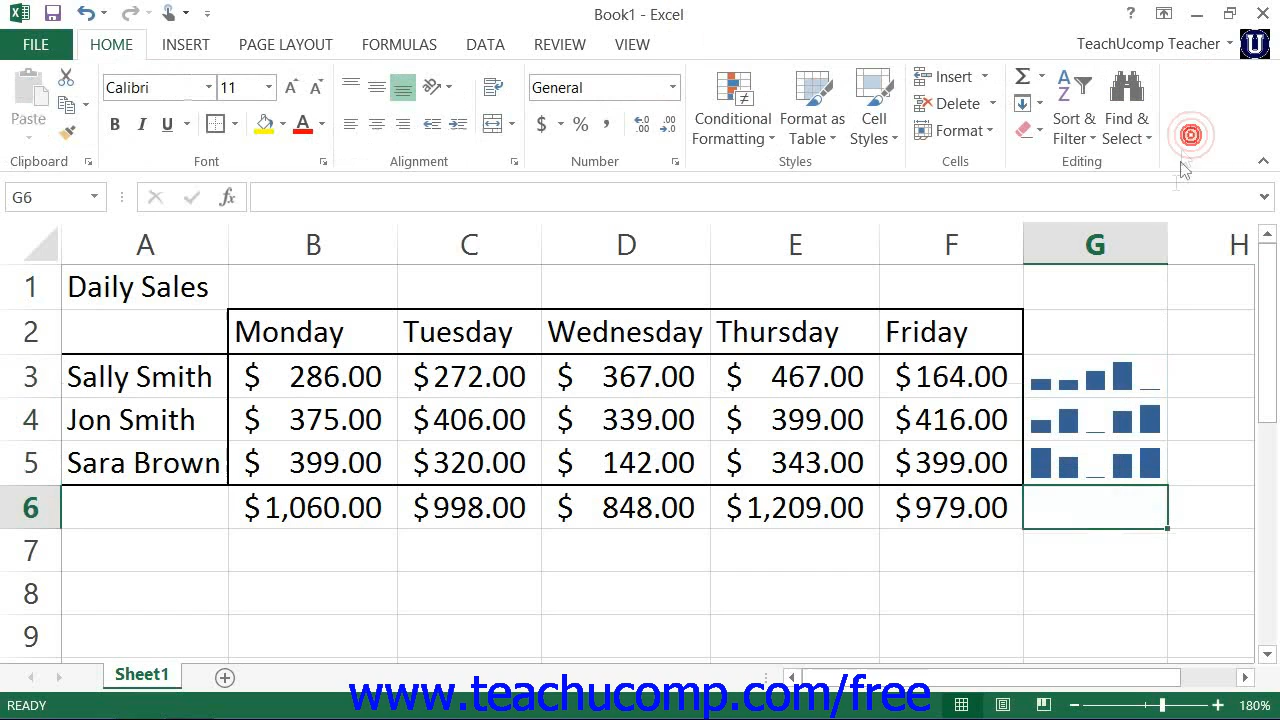 Book1 - Excel
FILE HOME INSERT PAGE LAYOUT FORMULAS DATA REVIEW VIEW TeachUcomp Teacher U
Paste Calibri 11 General Conditional Formatting Format as Table Cell Styles Insert Delete Format Sort & Filter Find & Select
B I U A $ % , .00 .0
Clipboard Font Alignment Number Styles Cells Editing
G6 fx
A B C D E F G H
1 Daily Sales
2 Monday Tuesday Wednesday Thursday Friday
3 Sally Smith $ 286.00 $272.00 $ 367.00 $ 467.00 $164.00
4 Jon Smith $ 375.00 $406.00 $ 339.00 $ 399.00 $416.00
5 Sara Brown $ 399.00 $320.00 $ 142.00 $ 343.00 $399.00
6 $1,060.00 $998.00 $ 848.00 $1,209.00 $979.00
7
8
9
Sheet1
www.teachucomp.com/free
READY 180%